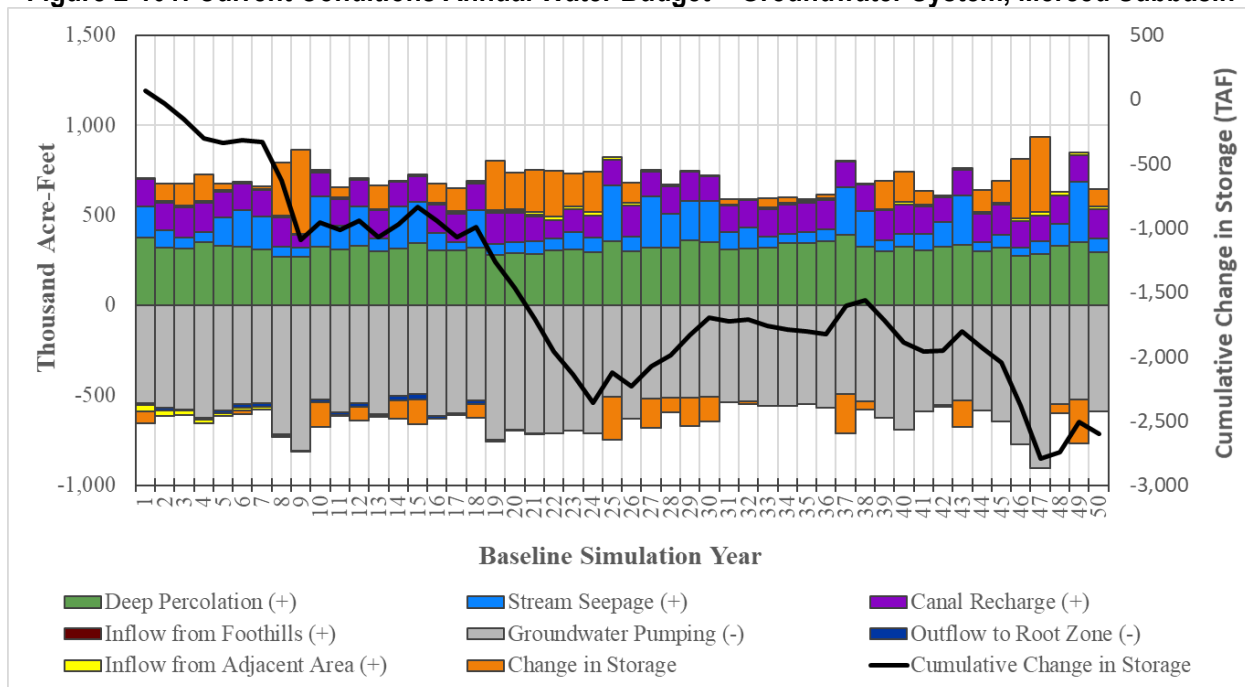 Figure Current Conditions Annual Water Budget Groundwater System, Merced Subbasin
1,500
1,000
500
0
-500
-1,000
Thousand Acre-Feet
500
0
-500
-1,000
-1,500
-2,000
-2,500
-3,000
Cumulative Change in Storage (TAF)
1 2 3 4 5 6 7 8 9 10 11 12 13 14 15 16 17 18 19 20 21 22 23 24 25 26 27 28 29 30 31 32 33 34 35 36 37 38 39 40 41 42 43 44 45 46 47 48 49 50
Baseline Simulation Year
Deep Percolation (+) Stream Seepage (+) Canal Recharge (+)
Inflow from Foothills (+) Groundwater Pumping (-) Outflow to Root Zone (-)
Inflow from Adjacent Area (+) Change in Storage Cumulative Change in Storage